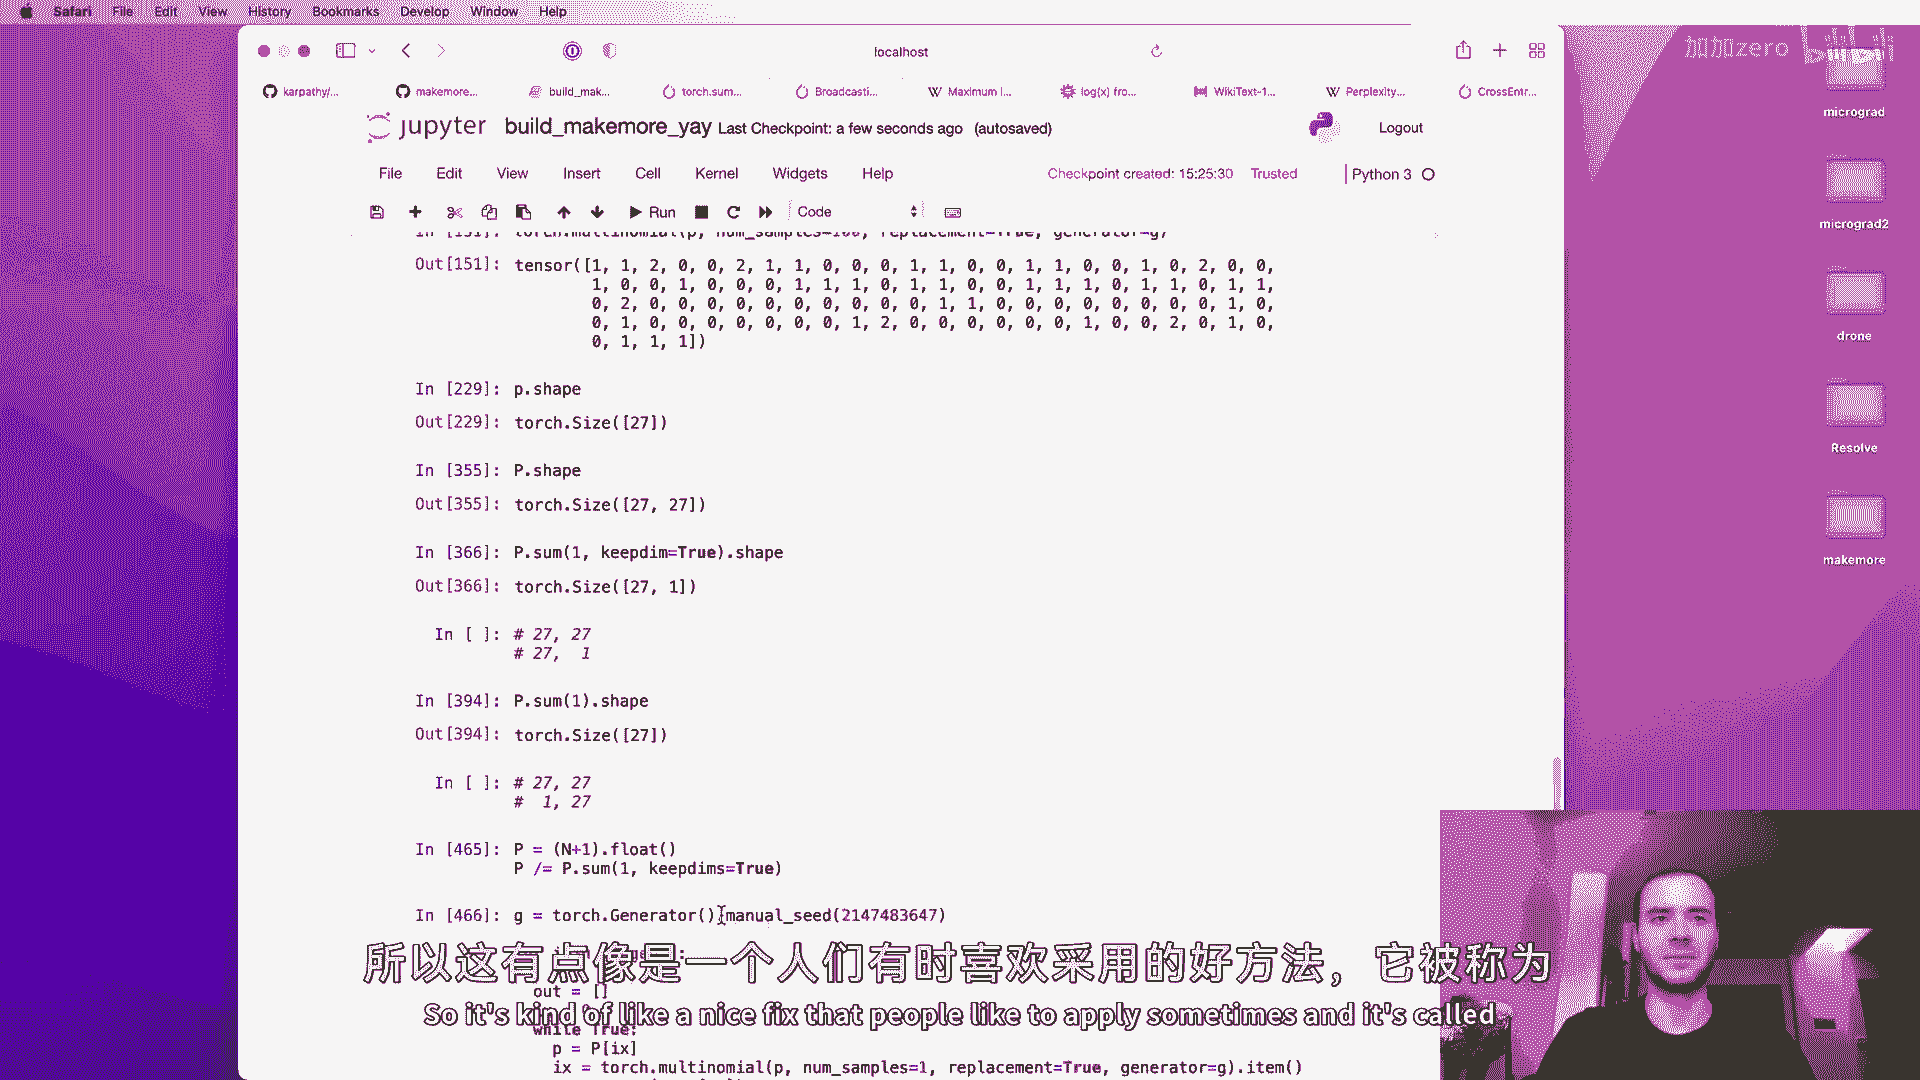 Safari File Edit View History Bookmarks Develop Window Help
localhost
加加zero bilibili
karpathy/... makemore... build_mak... torch.sum... Broadcasti... Maximum l... log(x) fro... WikiText-1... Perplexity... CrossEntr...
jupyter build_makemore_yay Last Checkpoint: a few seconds ago (autosaved)
Logout
File Edit View Insert Cell Kernel Widgets Help
Checkpoint created: 15:25:30 Trusted Python 3
Run Code
In [151]: torch.multinomial(p, num_samples=100, replacement=True, generator=g)
Out[151]: tensor([1, 1, 2, 0, 0, 2, 1, 1, 0, 0, 0, 1, 1, 0, 0, 1, 1, 0, 0, 1, 0, 2, 0, 0,
1, 0, 0, 1, 0, 0, 0, 1, 1, 1, 0, 1, 1, 0, 0, 1, 1, 1, 0, 1, 1, 0, 1, 1,
0, 2, 0, 0, 0, 0, 0, 0, 0, 0, 0, 0, 1, 1, 0, 0, 0, 0, 0, 0, 0, 0, 1, 0,
0, 1, 0, 0, 0, 0, 0, 0, 0, 1, 2, 0, 0, 0, 0, 0, 0, 1, 0, 0, 2, 0, 1, 0,
0, 1, 1, 1])
In [229]: p.shape
Out[229]: torch.Size([27])
In [355]: P.shape
Out[355]: torch.Size([27, 27])
In [366]: P.sum(1, keepdim=True).shape
Out[366]: torch.Size([27, 1])
In [ ]: # 27, 27
# 27,  1
In [394]: P.sum(1).shape
Out[394]: torch.Size([27])
In [ ]: # 27, 27
#  1, 27
In [465]: P = (N+1).float()
P /= P.sum(1, keepdims=True)
In [466]: g = torch.Generator().manual_seed(2147483647)
out = []
while True:
p = P[ix]
ix = torch.multinomial(p, num_samples=1, replacement=True, generator=g).item()
所以这有点像是一个人们有时喜欢采用的好方法，它被称为
So it's kind of like a nice fix that people like to apply sometimes and it's called
micrograd
micrograd2
drone
Resolve
makemore